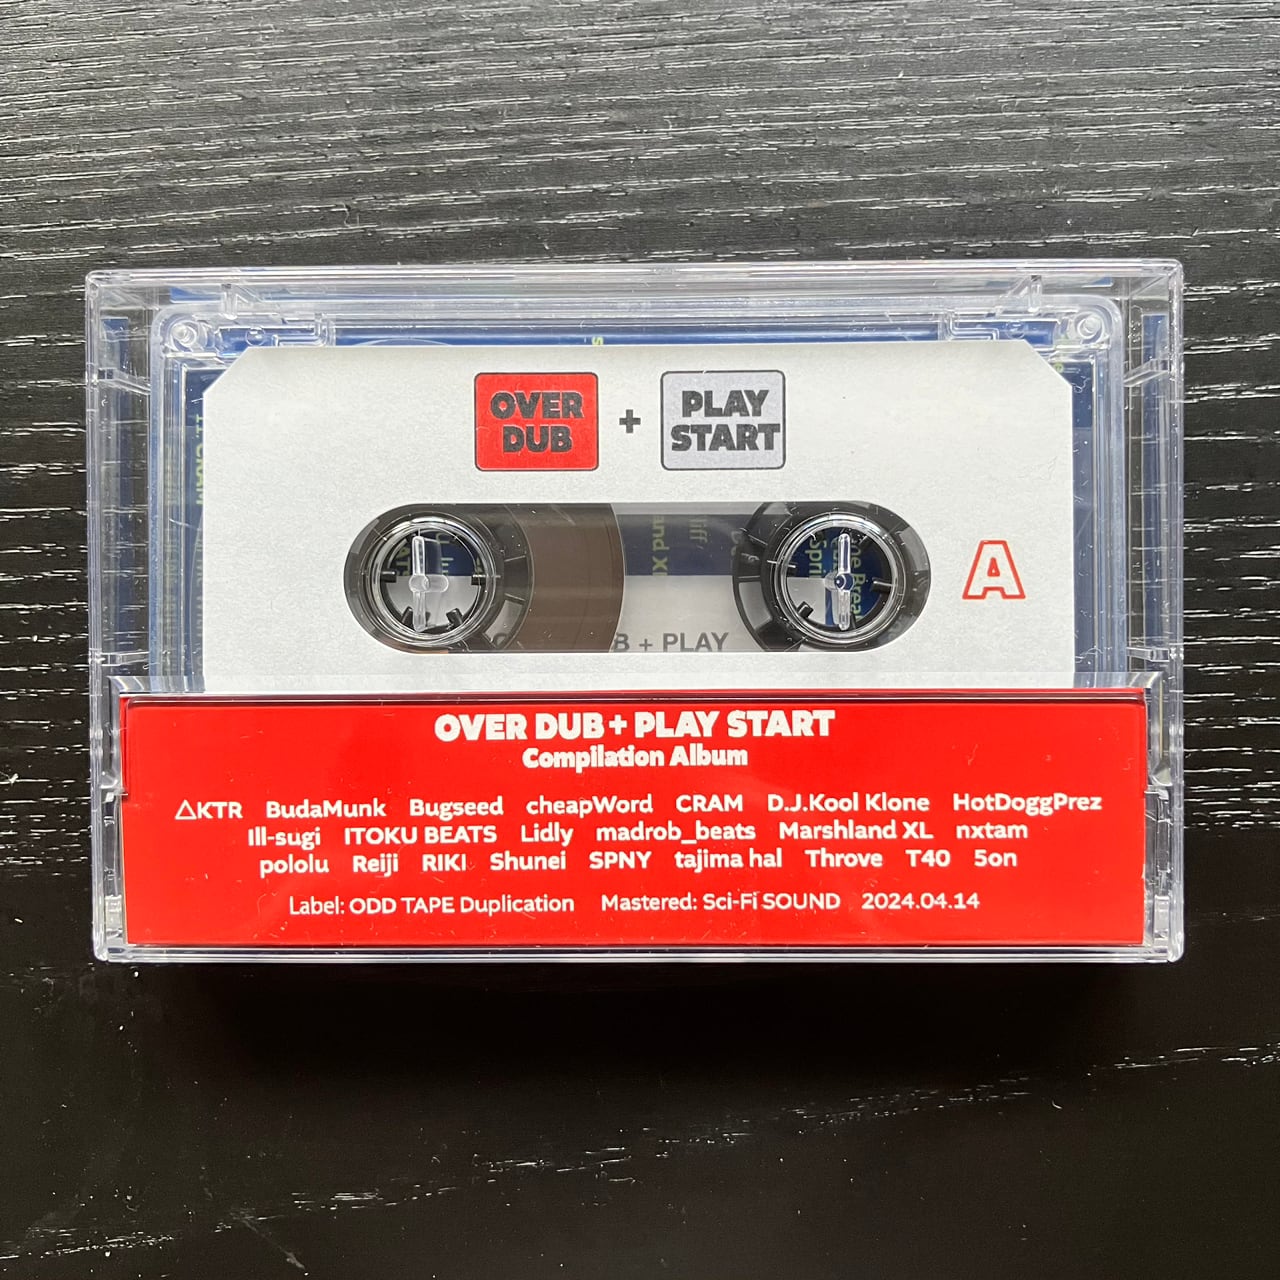 OVER
DUB
+
PLAY
START
A
B + PLAY
OVER DUB + PLAY START
Compilation Album
△KTR BudaMunk Bugseed cheapWord CRAM D.J.Kool Klone HotDoggPrez
Ill-sugi ITOKU BEATS Lidly madrob_beats Marshland XL nxtam
pololu Reiji RIKI Shunei SPNY tajima hal Throve T40 5on
Label: ODD TAPE Duplication Mastered: Sci-Fi SOUND 2024.04.14